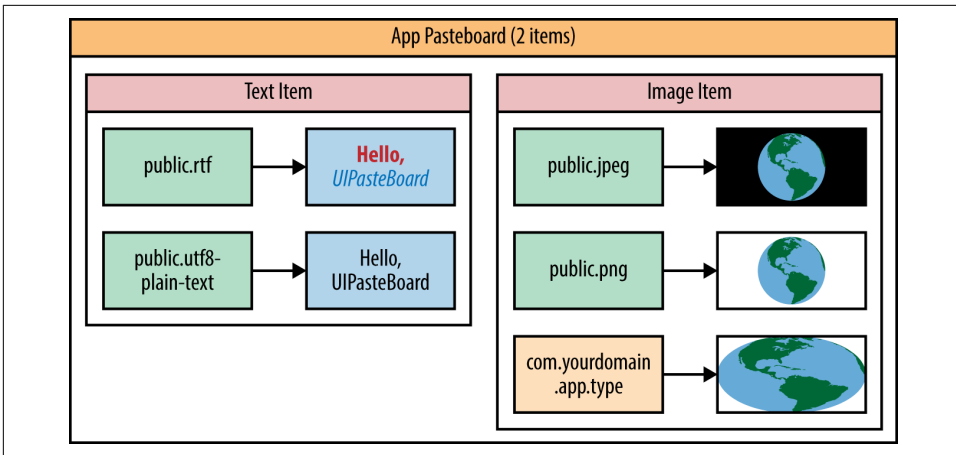 App Pasteboard (2 items)
Text Item
public.rtf
Hello,
UIPasteBoard
public.utf8-
plain-text
Hello,
UIPasteBoard
Image Item
public.jpeg
public.png
com.yourdomain
.app.type